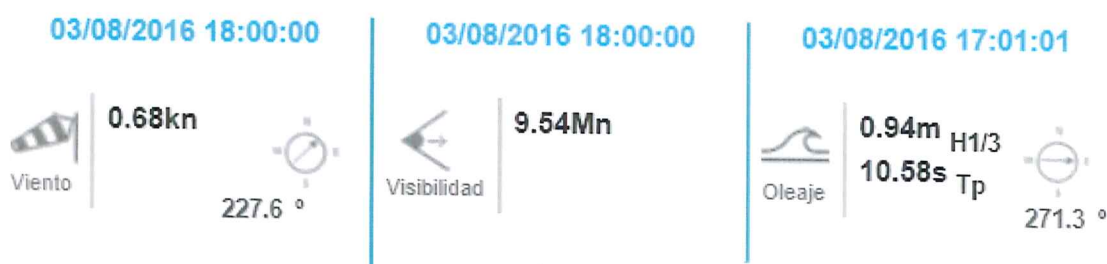 03/08/2016 18:00:00
0.68kn
Viento
227.6 º
03/08/2016 18:00:00
9.54Mn
Visibilidad
03/08/2016 17:01:01
0.94m H1/3
10.58s Tp
Oleaje
271.3 º